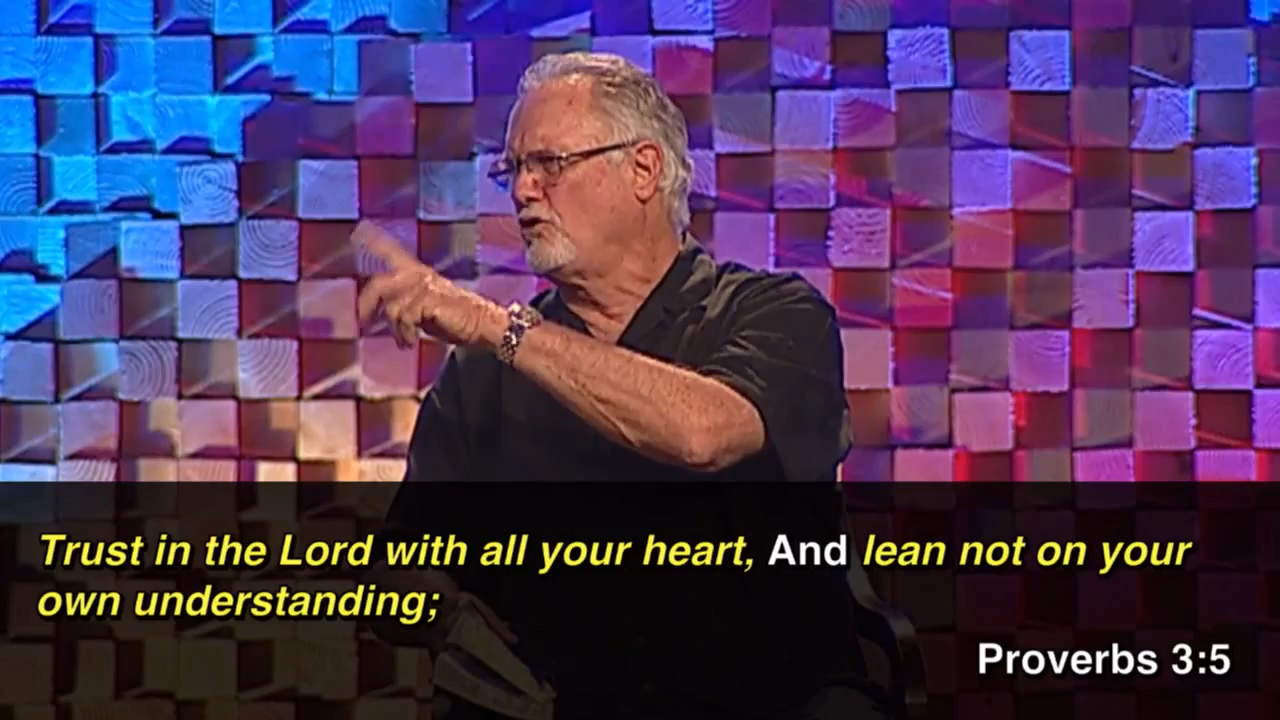 Trust in the Lord with all your heart, And lean not on your
own understanding;
Proverbs 3:5